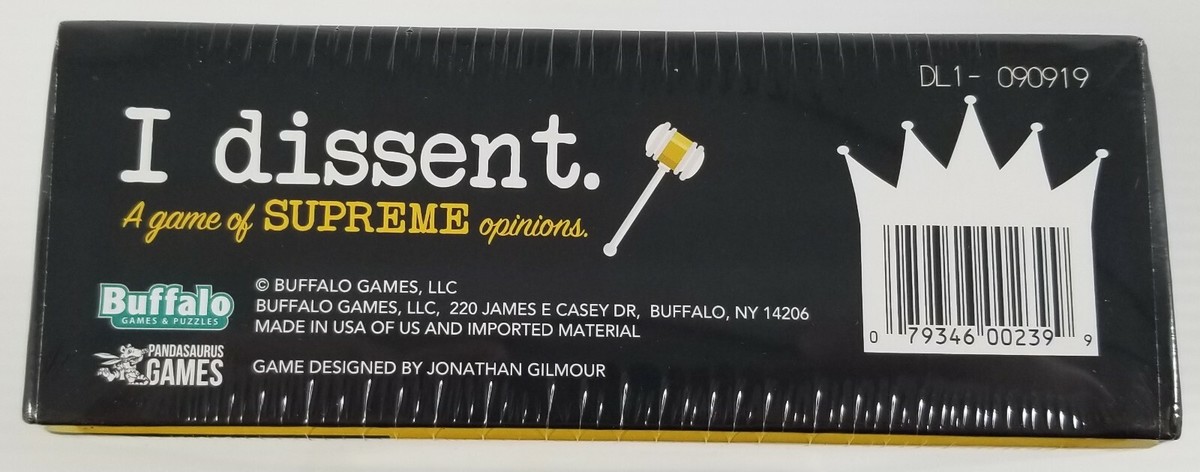 DL1- 090919
I dissent.
A game of SUPREME opinions.
Buffalo
GAMES & PUZZLES
© BUFFALO GAMES, LLC
BUFFALO GAMES, LLC, 220 JAMES E CASEY DR, BUFFALO, NY 14206
MADE IN USA OF US AND IMPORTED MATERIAL
PANDASAURUS
GAMES
GAME DESIGNED BY JONATHAN GILMOUR
0 79346 00239 9